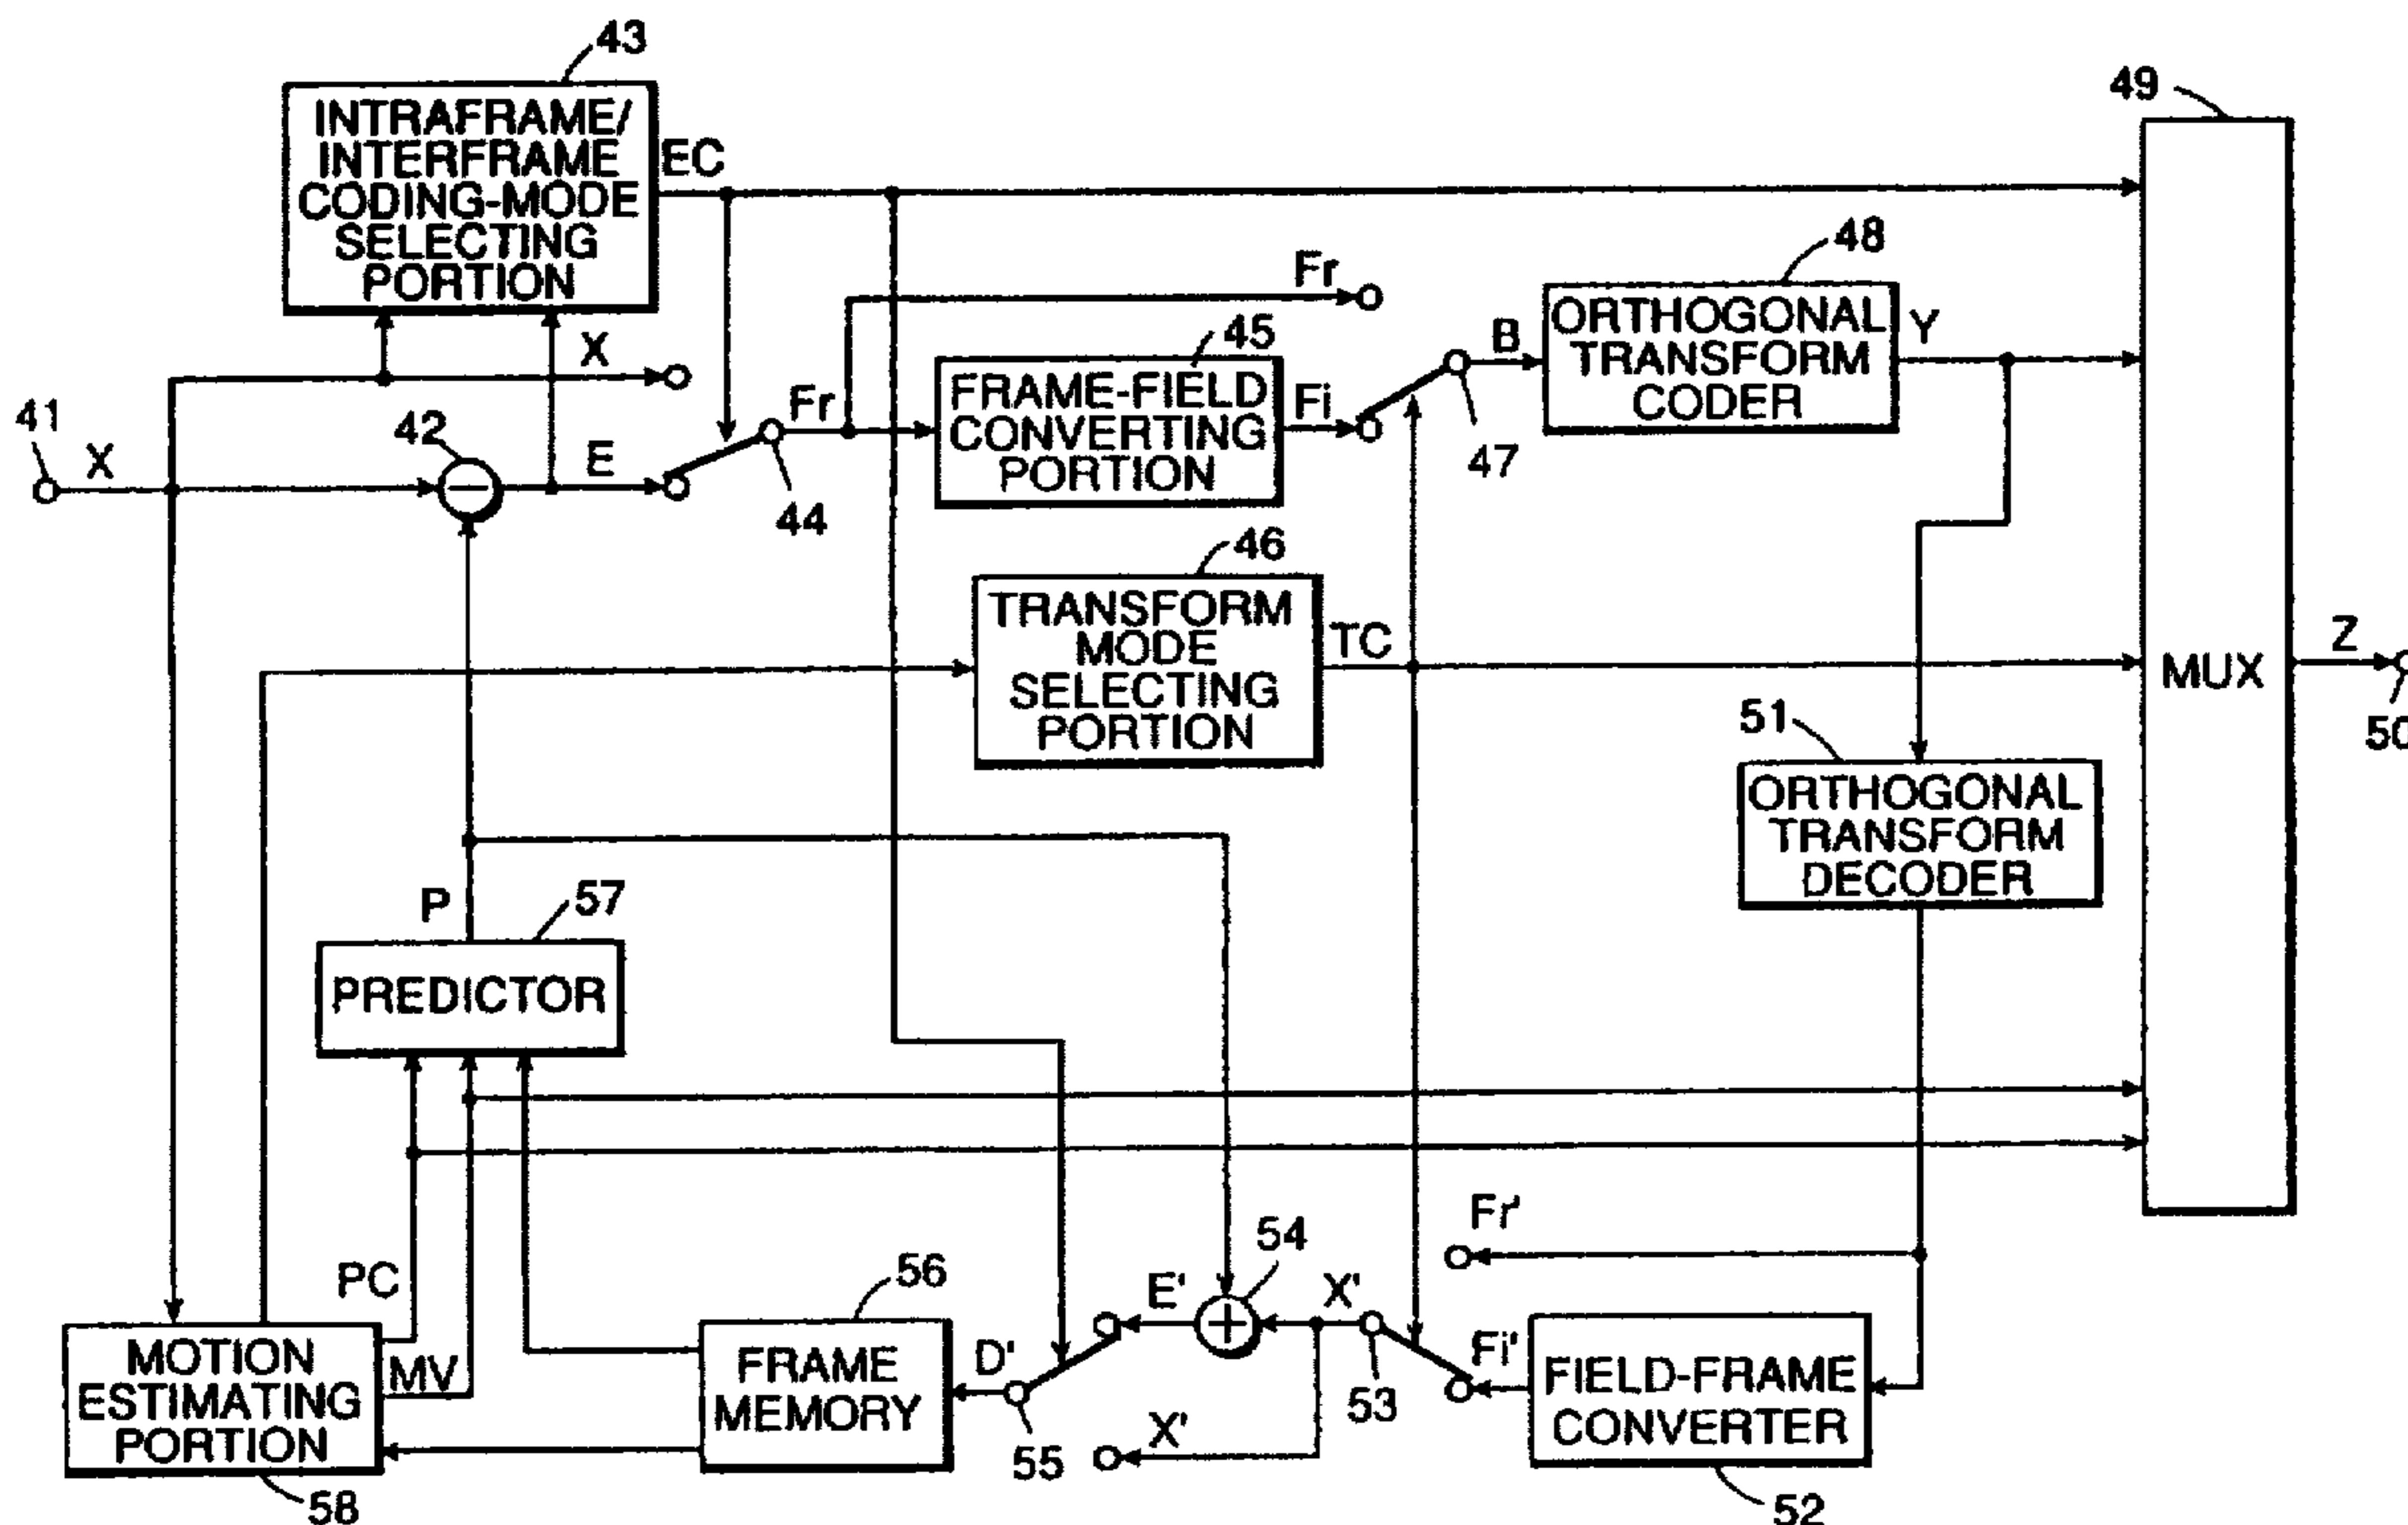 43
INTRAFRAME/
INTERFRAME
CODING-MODE
SELECTING
PORTION
EC
49
48
Fr
X
45
B
ORTHOGONAL
TRANSFORM
CODER
Y
41
X
42
E
Fr
44
FRAME-FIELD
CONVERTING
PORTION
Fi
47
46
TRANSFORM
MODE
SELECTING
PORTION
TC
MUX
Z
50
51
ORTHOGONAL
TRANSFORM
DECODER
P
57
PREDICTOR
Fr'
54
PC
56
E'
X'
MOTION
ESTIMATING
PORTION
MV
58
FRAME
MEMORY
D'
55
X'
53
Fi'
FIELD-FRAME
CONVERTER
52